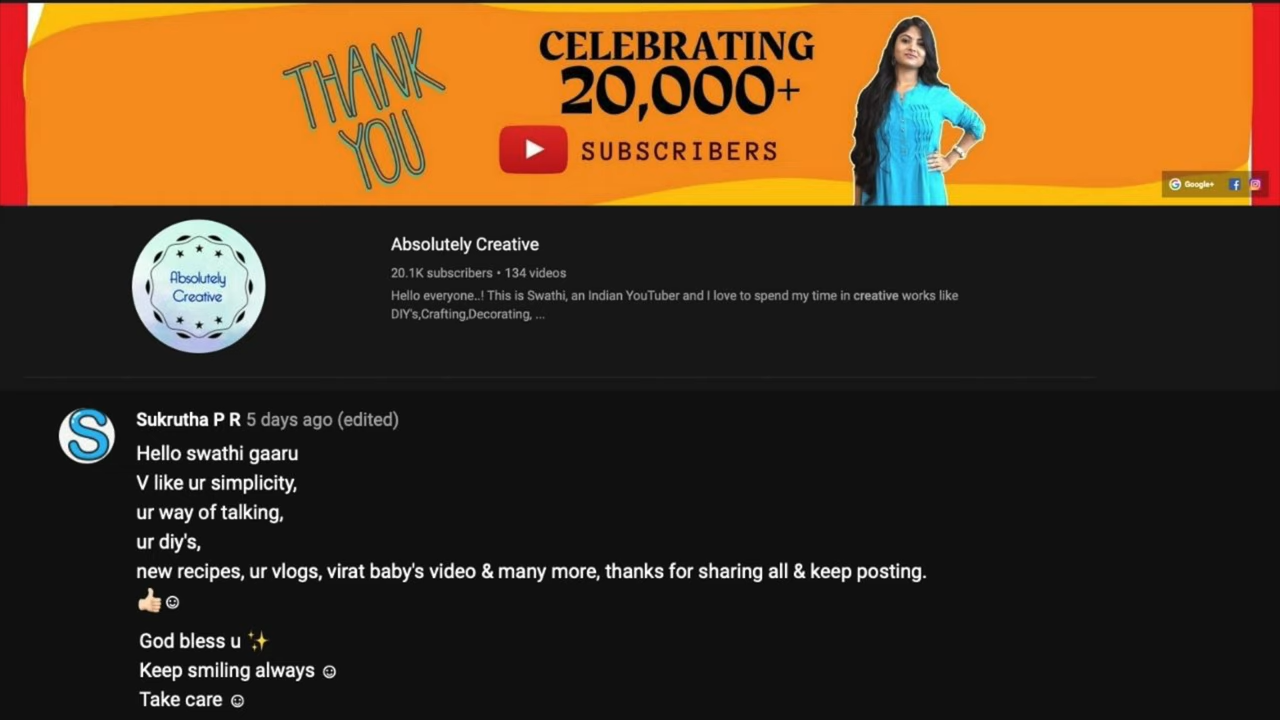 THANK
YOU
CELEBRATING
20,000+
SUBSCRIBERS
Google+
Absolutely
Creative
Absolutely Creative
20.1K subscribers • 134 videos
Hello everyone..! This is Swathi, an Indian YouTuber and I love to spend my time in creative works like
DIY's,Crafting,Decorating, ...
S
Sukrutha P R 5 days ago (edited)
Hello swathi gaaru
V like ur simplicity,
ur way of talking,
ur diy's,
new recipes, ur vlogs, virat baby's video & many more, thanks for sharing all & keep posting.
👍🏻☺
God bless u ✨
Keep smiling always ☺
Take care ☺